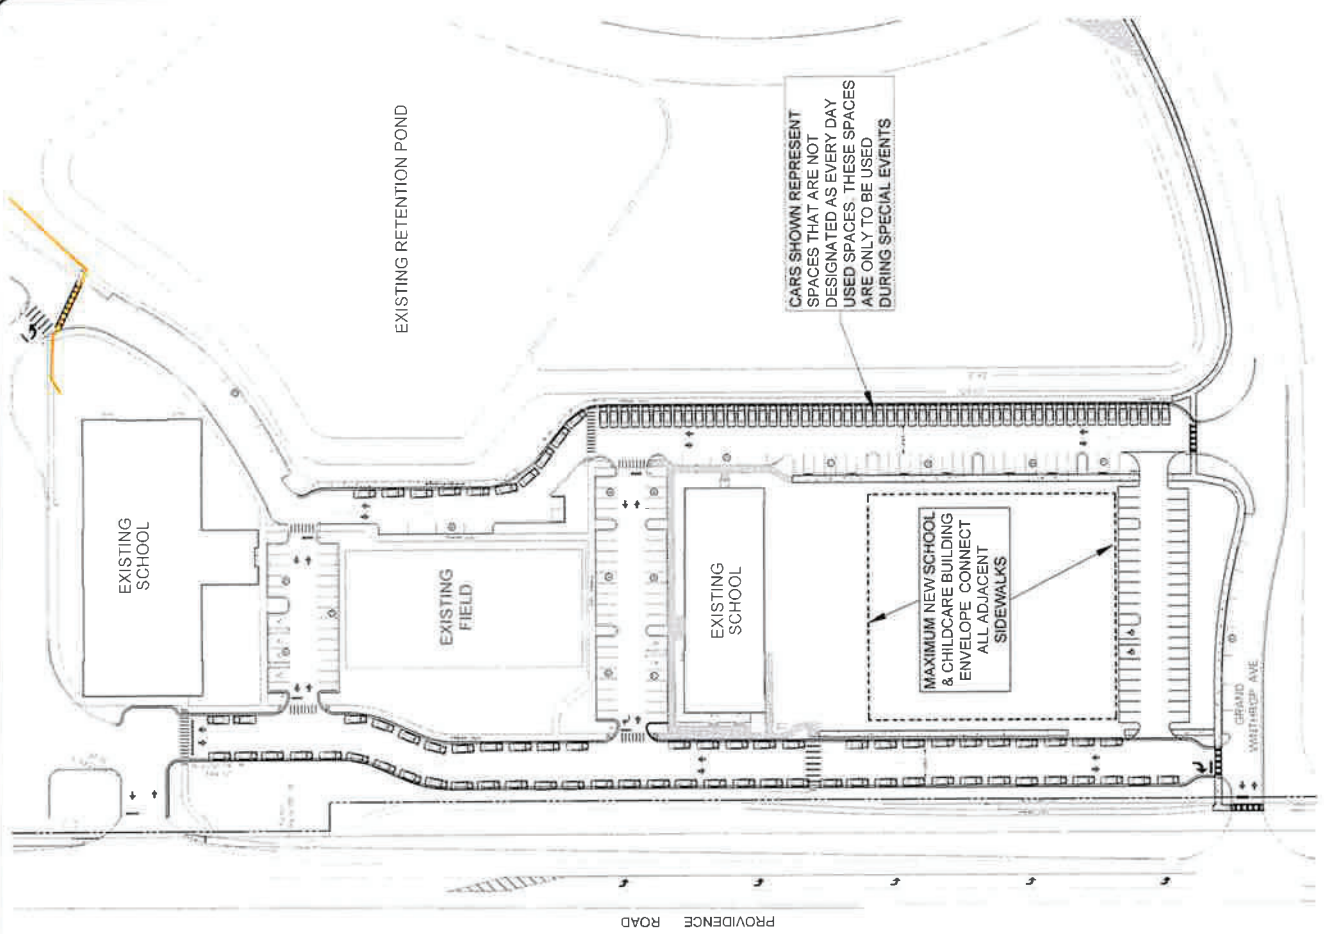 EXISTING RETENTION POND
CARS SHOWN REPRESENT
SPACES THAT ARE NOT
DESIGNATED AS EVERY DAY
USED SPACES. THESE SPACES
ARE ONLY TO BE USED
DURING SPECIAL EVENTS
EXISTING
SCHOOL
EXISTING
FIELD
EXISTING
SCHOOL
MAXIMUM NEW SCHOOL
& CHILDCARE BUILDING
ENVELOPE CONNECT
ALL ADJACENT
SIDEWALKS
GRAND
WINTHROP AVE
PROVIDENCE ROAD